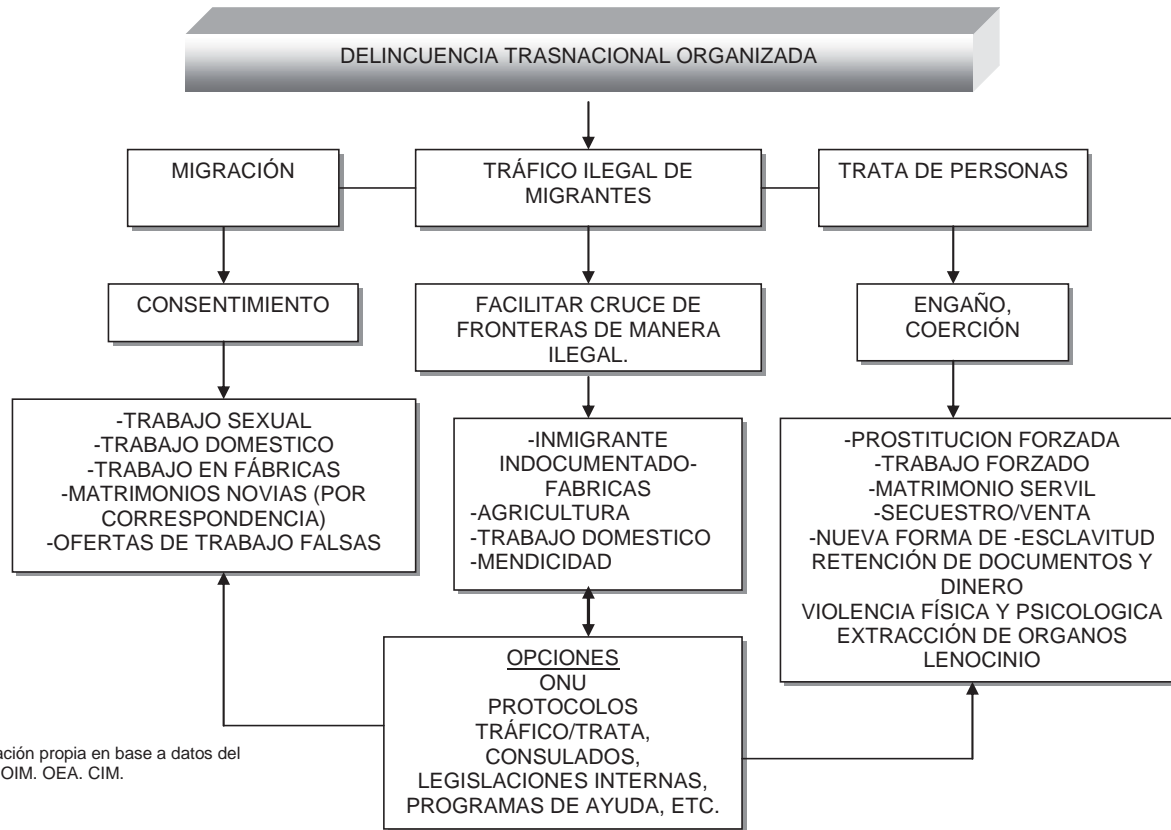 DELINCUENCIA TRASNACIONAL ORGANIZADA
MIGRACIÓN
TRÁFICO ILEGAL DE
MIGRANTES
TRATA DE PERSONAS
CONSENTIMIENTO
FACILITAR CRUCE DE
FRONTERAS DE MANERA
ILEGAL.
ENGAÑO,
COERCIÓN
-TRABAJO SEXUAL
-TRABAJO DOMESTICO
-TRABAJO EN FÁBRICAS
-MATRIMONIOS NOVIAS (POR
CORRESPONDENCIA)
-OFERTAS DE TRABAJO FALSAS
-INMIGRANTE
INDOCUMENTADO-
FABRICAS
-AGRICULTURA
-TRABAJO DOMESTICO
-MENDICIDAD
-PROSTITUCION FORZADA
-TRABAJO FORZADO
-MATRIMONIO SERVIL
-SECUESTRO/VENTA
-NUEVA FORMA DE -ESCLAVITUD
RETENCIÓN DE DOCUMENTOS Y
DINERO
VIOLENCIA FÍSICA Y PSICOLOGICA
EXTRACCIÓN DE ORGANOS
LENOCINIO
OPCIONES
ONU
PROTOCOLOS
TRÁFICO/TRATA,
CONSULADOS,
LEGISLACIONES INTERNAS,
PROGRAMAS DE AYUDA, ETC.
ación propia en base a datos del
OIM. OEA. CIM.